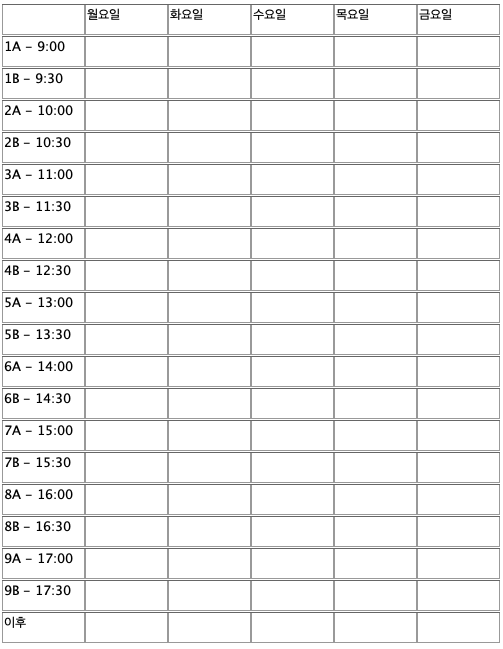 월요일 화요일 수요일 목요일 금요일
1A – 9:00
1B – 9:30
2A – 10:00
2B – 10:30
3A – 11:00
3B – 11:30
4A – 12:00
4B – 12:30
5A – 13:00
5B – 13:30
6A – 14:00
6B – 14:30
7A – 15:00
7B – 15:30
8A – 16:00
8B – 16:30
9A – 17:00
9B – 17:30
이후